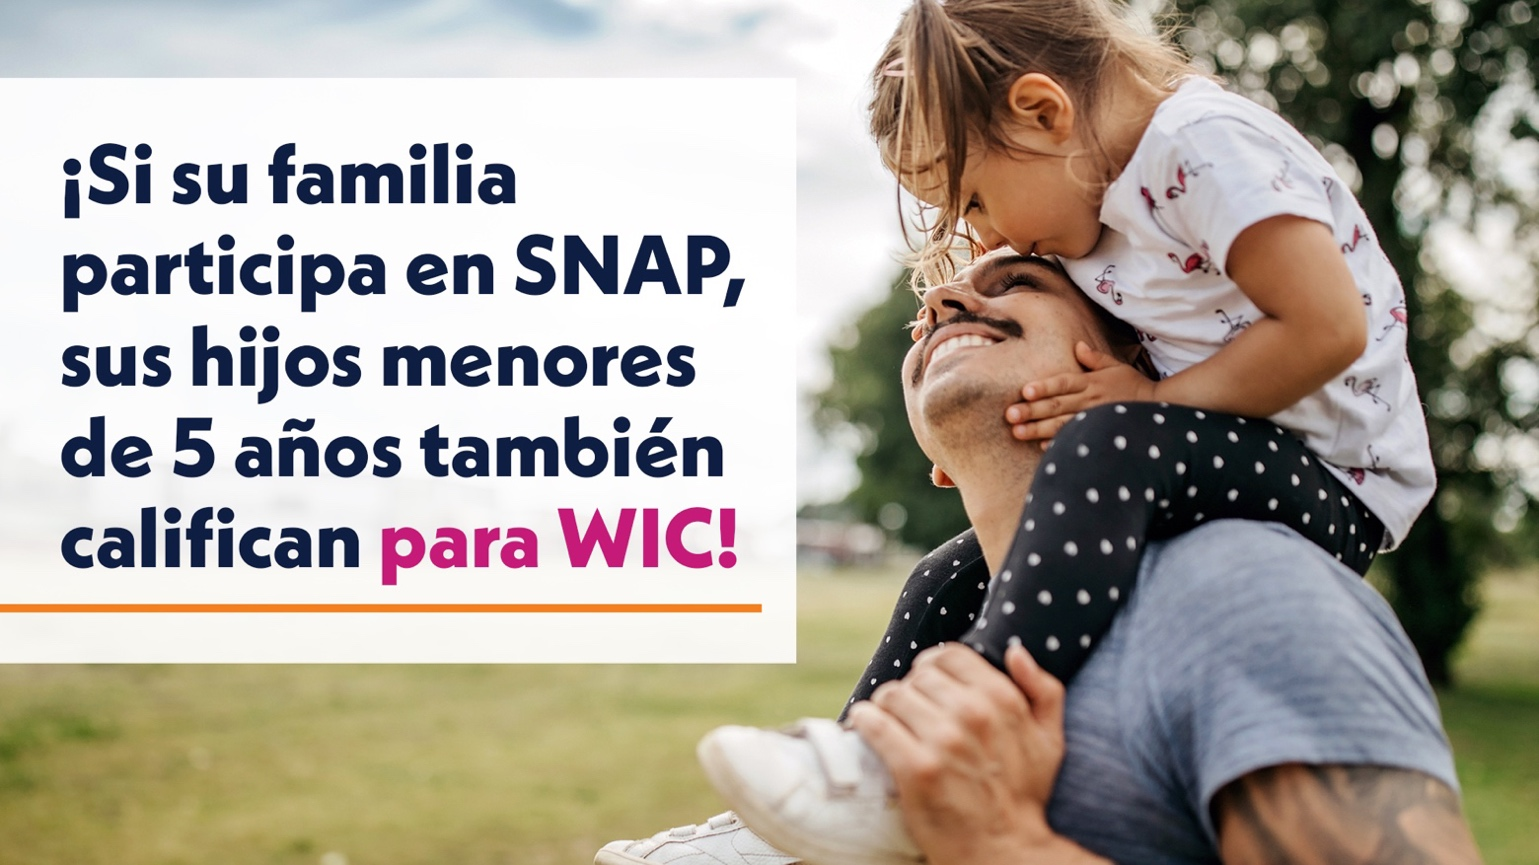 ¡Si su familia
participa en SNAP,
sus hijos menores
de 5 años también
califican para WIC!